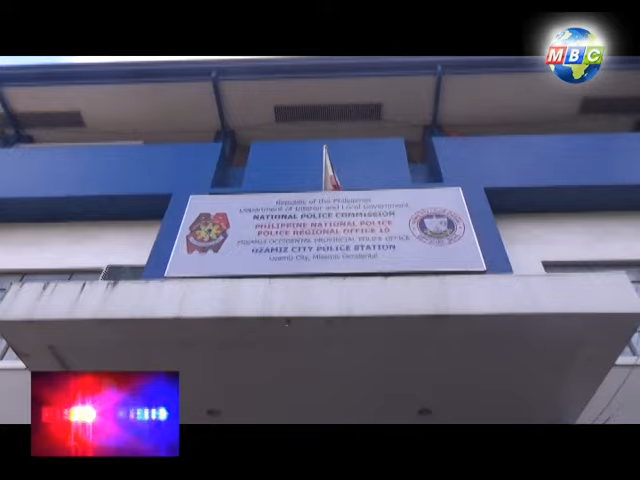 MBC
Republic of the Philippines
Department of Interior and Local Government
NATIONAL POLICE COMMISSION
PHILIPPINE NATIONAL POLICE
POLICE REGIONAL OFFICE 10
MISAMIS OCCIDENTAL PROVINCIAL POLICE OFFICE
OZAMIZ CITY POLICE STATION
Ozamiz City, Misamis Occidental